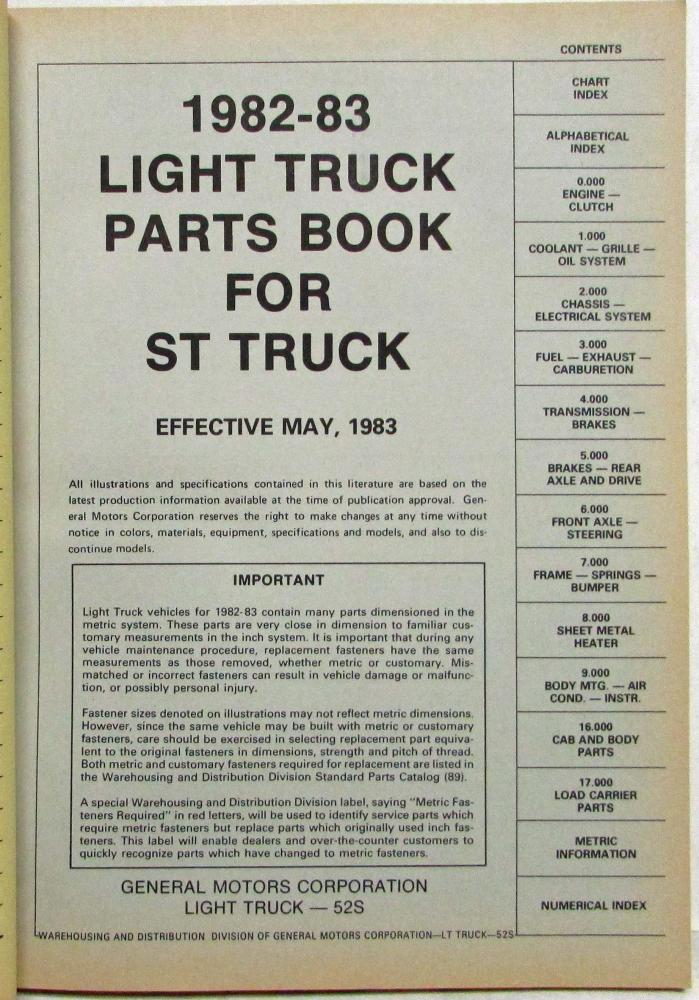 1982-83
LIGHT TRUCK
PARTS BOOK
FOR
ST TRUCK
EFFECTIVE MAY, 1983
All illustrations and specifications contained in this literature are based on the
latest production information available at the time of publication approval. Gen-
eral Motors Corporation reserves the right to make changes at any time without
notice in colors, materials, equipment, specifications and models, and also to dis-
continue models.
IMPORTANT
Light Truck vehicles for 1982-83 contain many parts dimensioned in the
metric system. These parts are very close in dimension to familiar cus-
tomary measurements in the inch system. It is important that during any
vehicle maintenance procedure, replacement fasteners have the same
measurements as those removed, whether metric or customary. Mis-
matched or incorrect fasteners can result in vehicle damage or malfunc-
tion, or possibly personal injury.
Fastener sizes denoted on illustrations may not reflect metric dimensions.
However, since the same vehicle may be built with metric or customary
fasteners, care should be exercised in selecting replacement part equiva-
lent to the original fasteners in dimensions, strength and pitch of thread.
Both metric and customary fasteners required for replacement are listed in
the Warehousing and Distribution Division Standard Parts Catalog (89).
A special Warehousing and Distribution Division label, saying "Metric Fas-
teners Required" in red letters, will be used to identify service parts which
require metric fasteners but replace parts which originally used inch fas-
teners. This label will enable dealers and over-the-counter customers to
quickly recognize parts which have changed to metric fasteners.
GENERAL MOTORS CORPORATION
LIGHT TRUCK — 52S
WAREHOUSING AND DISTRIBUTION DIVISION OF GENERAL MOTORS CORPORATION—LT TRUCK—52S
CONTENTS
CHART
INDEX
ALPHABETICAL
INDEX
0.000
ENGINE —
CLUTCH
1.000
COOLANT — GRILLE —
OIL SYSTEM
2.000
CHASSIS —
ELECTRICAL SYSTEM
3.000
FUEL — EXHAUST —
CARBURETION
4.000
TRANSMISSION —
BRAKES
5.000
BRAKES — REAR
AXLE AND DRIVE
6.000
FRONT AXLE —
STEERING
7.000
FRAME — SPRINGS —
BUMPER
8.000
SHEET METAL
HEATER
9.000
BODY MTG. — AIR
COND. — INSTR.
16.000
CAB AND BODY
PARTS
17.000
LOAD CARRIER
PARTS
METRIC
INFORMATION
NUMERICAL INDEX